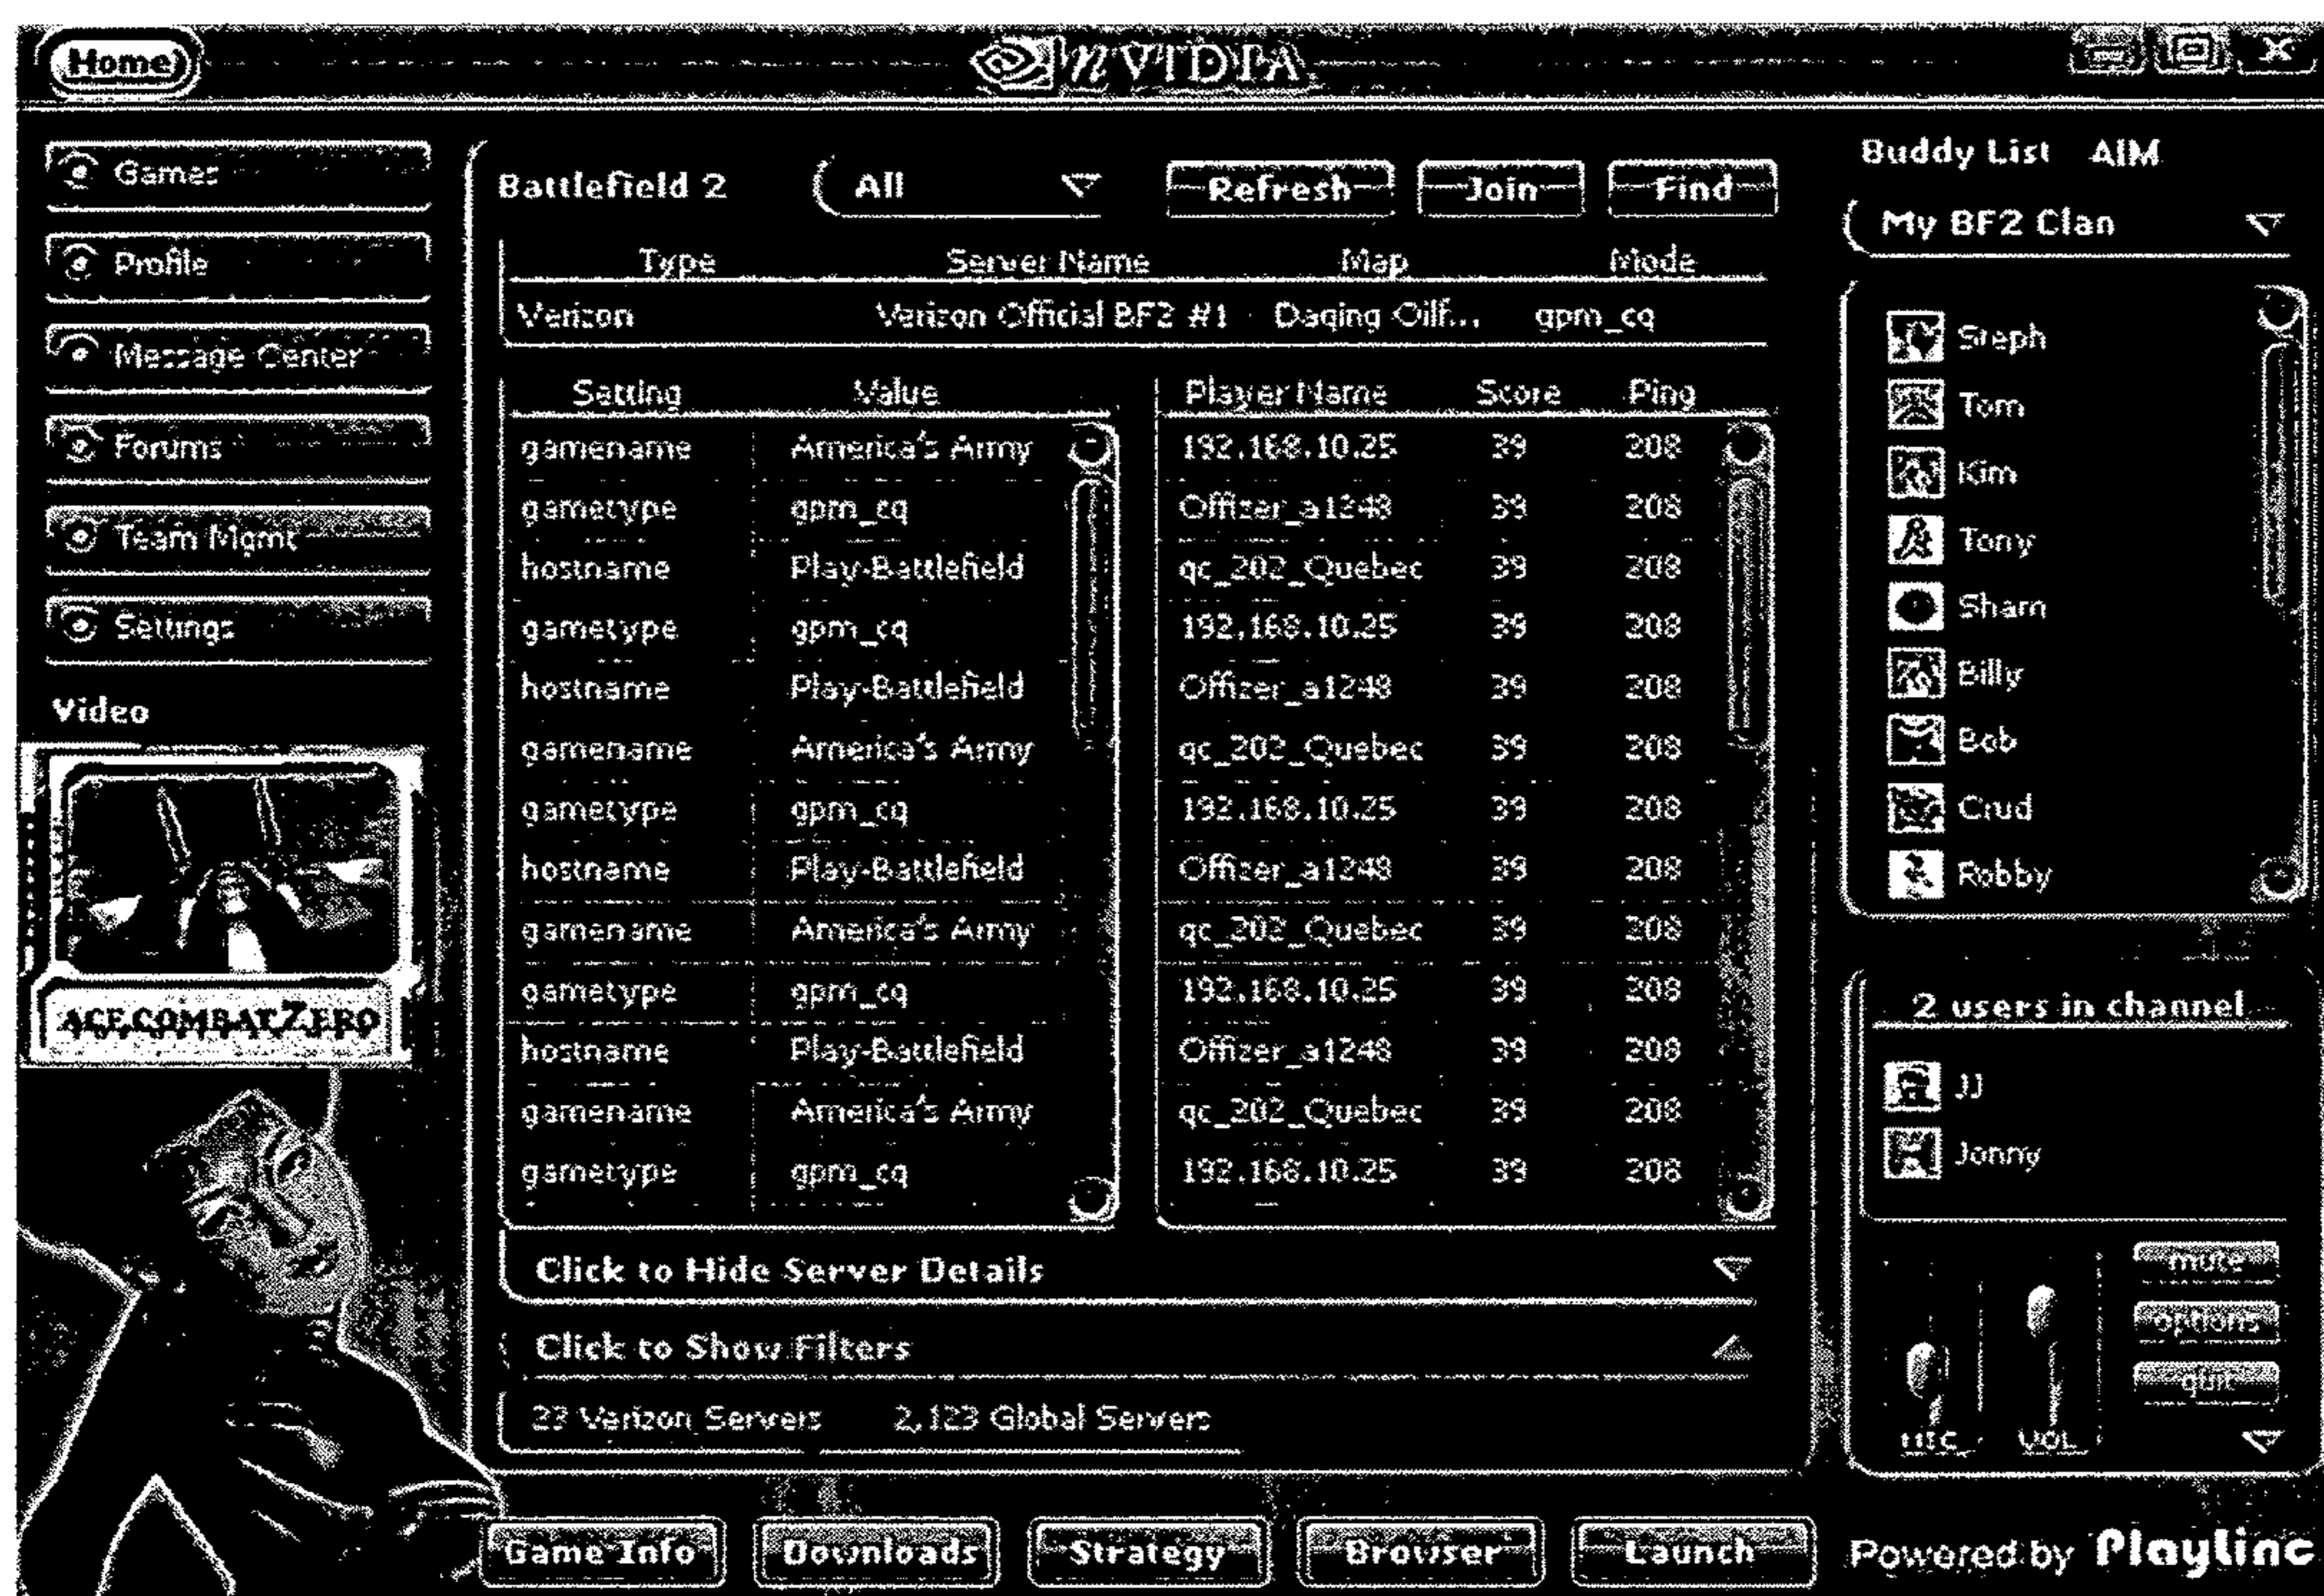 Home
nVIDIA
Games
Profile
Message Center
Forums
Team Mgmt
Settings
Video
ACE COMBAT ZERO
Battlefield 2 All Refresh Join Find
Type Server Name Map Mode
Verizon Verizon Official BF2 #1 Daqing Oilf... gpm_cq
Setting Value
gamename America's Army
gametype gpm_cq
hostname Play-Battlefield
gametype gpm_cq
hostname Play-Battlefield
gamename America's Army
gametype gpm_cq
hostname Play-Battlefield
gamename America's Army
gametype gpm_cq
hostname Play-Battlefield
gamename America's Army
gametype gpm_cq
Player Name Score Ping
192.168.10.25 39 208
Offizer_a1248 39 208
qc_202_Quebec 39 208
192.168.10.25 39 208
Offizer_a1248 39 208
qc_202_Quebec 39 208
192.168.10.25 39 208
Offizer_a1248 39 208
qc_202_Quebec 39 208
192.168.10.25 39 208
Offizer_a1248 39 208
qc_202_Quebec 39 208
192.168.10.25 39 208
Click to Hide Server Details
Click to Show Filters
23 Verizon Servers 2,123 Global Servers
Buddy List AIM
My BF2 Clan
Steph
Tom
Kim
Tony
Sharn
Billy
Bob
Crud
Robby
2 users in channel
JJ
Jonny
mute
options
quit
MIC VOL
Game Info Downloads Strategy Browser Launch
Powered by Playlinc